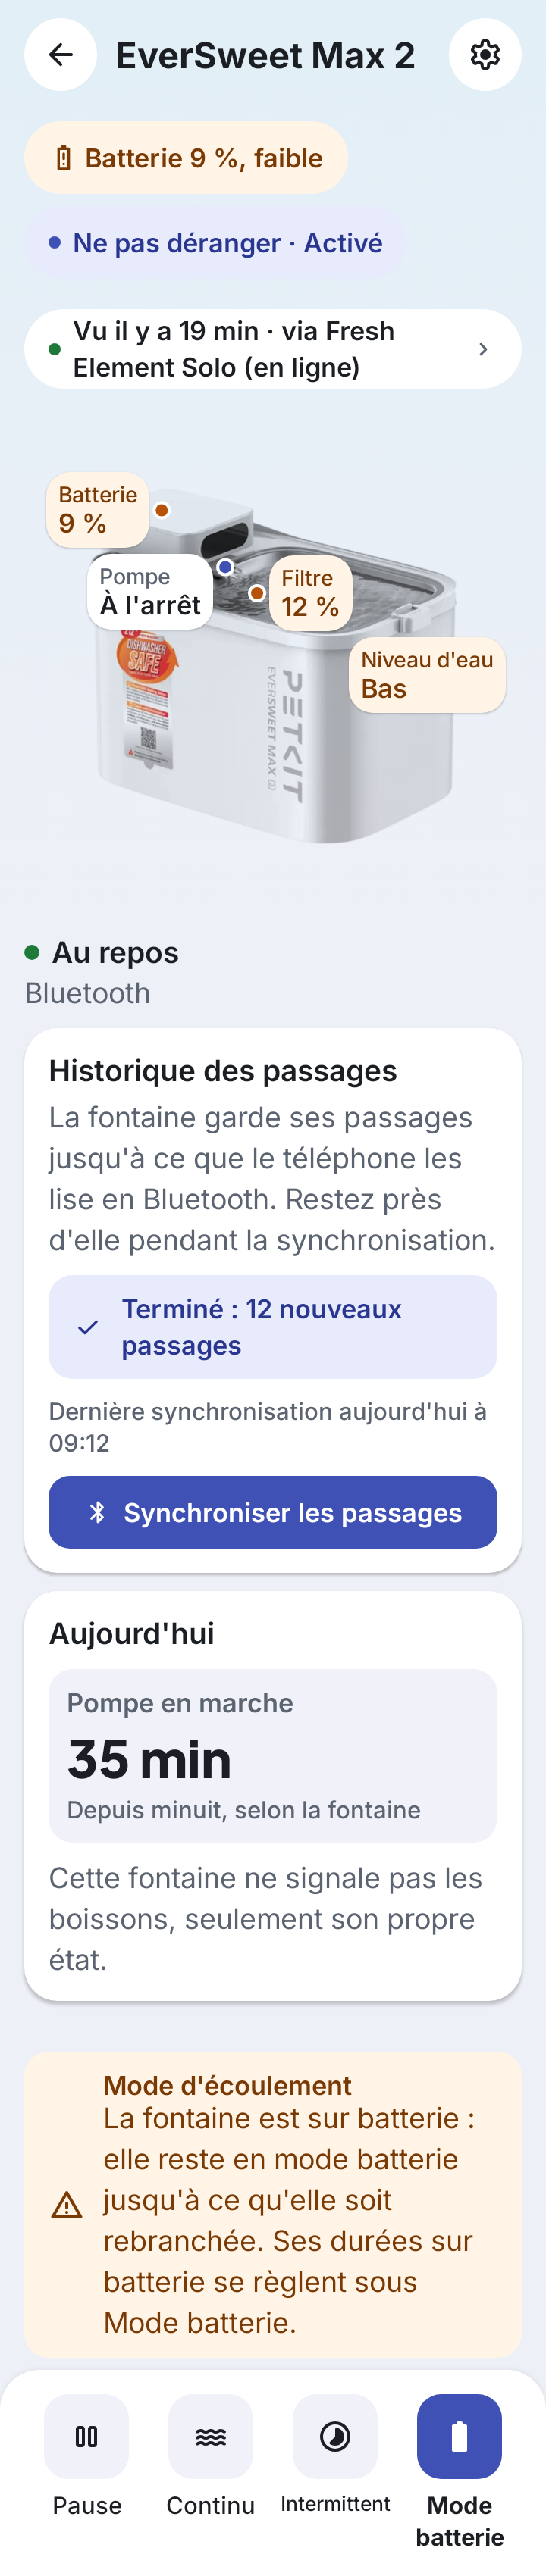 EverSweet Max 2
Batterie 9 %, faible
Ne pas déranger · Activé
Vu il y a 19 min · via Fresh
Element Solo (en ligne)
Batterie
9 %
Pompe
À l'arrêt
Filtre
12 %
Niveau d'eau
Bas
DISHWASHER
SAFE
PETKIT
EVERSWEET MAX 2
Au repos
Bluetooth
Historique des passages
La fontaine garde ses passages
jusqu'à ce que le téléphone les
lise en Bluetooth. Restez près
d'elle pendant la synchronisation.
Terminé : 12 nouveaux
passages
Dernière synchronisation aujourd'hui à
09:12
Synchroniser les passages
Aujourd'hui
Pompe en marche
35 min
Depuis minuit, selon la fontaine
Cette fontaine ne signale pas les
boissons, seulement son propre
état.
Mode d'écoulement
La fontaine est sur batterie :
elle reste en mode batterie
jusqu'à ce qu'elle soit
rebranchée. Ses durées sur
batterie se règlent sous
Mode batterie.
Pause
Continu
Intermittent
Mode
batterie